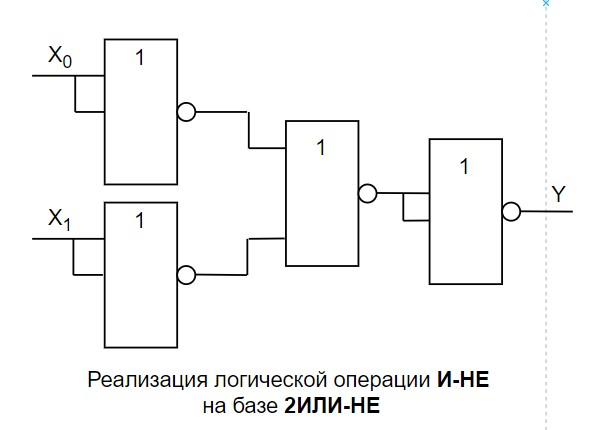 X0
1
1
1
Y
X1
1
Реализация логической операции И-НЕ
на базе 2ИЛИ-НЕ